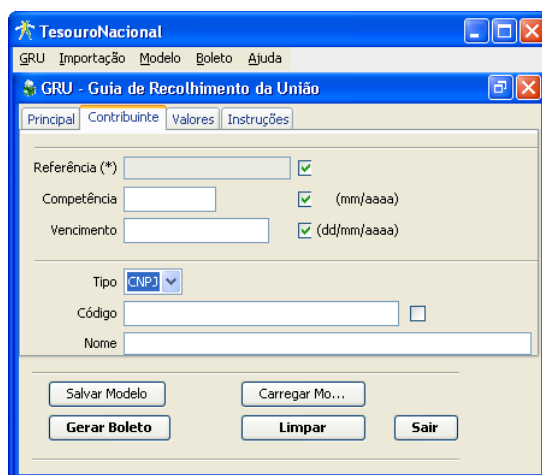 TesouroNacional
GRU Importação Modelo Boleto Ajuda
GRU - Guia de Recolhimento da União
Principal Contribuinte Valores Instruções
Referência (*)
Competência (mm/aaaa)
Vencimento (dd/mm/aaaa)
Tipo CNPJ
Código
Nome
Salvar Modelo Carregar Mo...
Gerar Boleto Limpar Sair